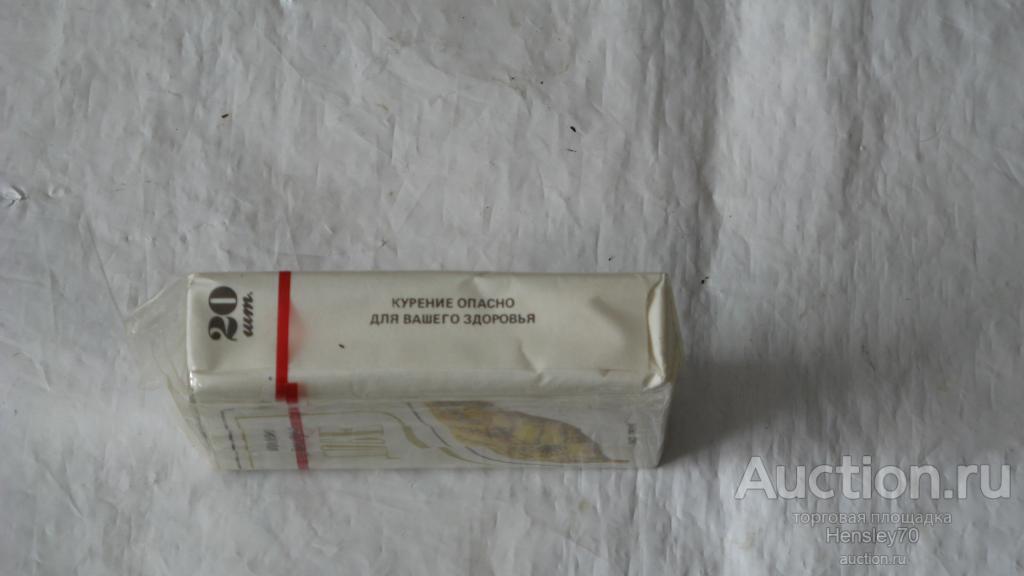 20
шт.
КУРЕНИЕ ОПАСНО
ДЛЯ ВАШЕГО ЗДОРОВЬЯ
Auction.ru
торговая площадка
Hensley70
auction.ru